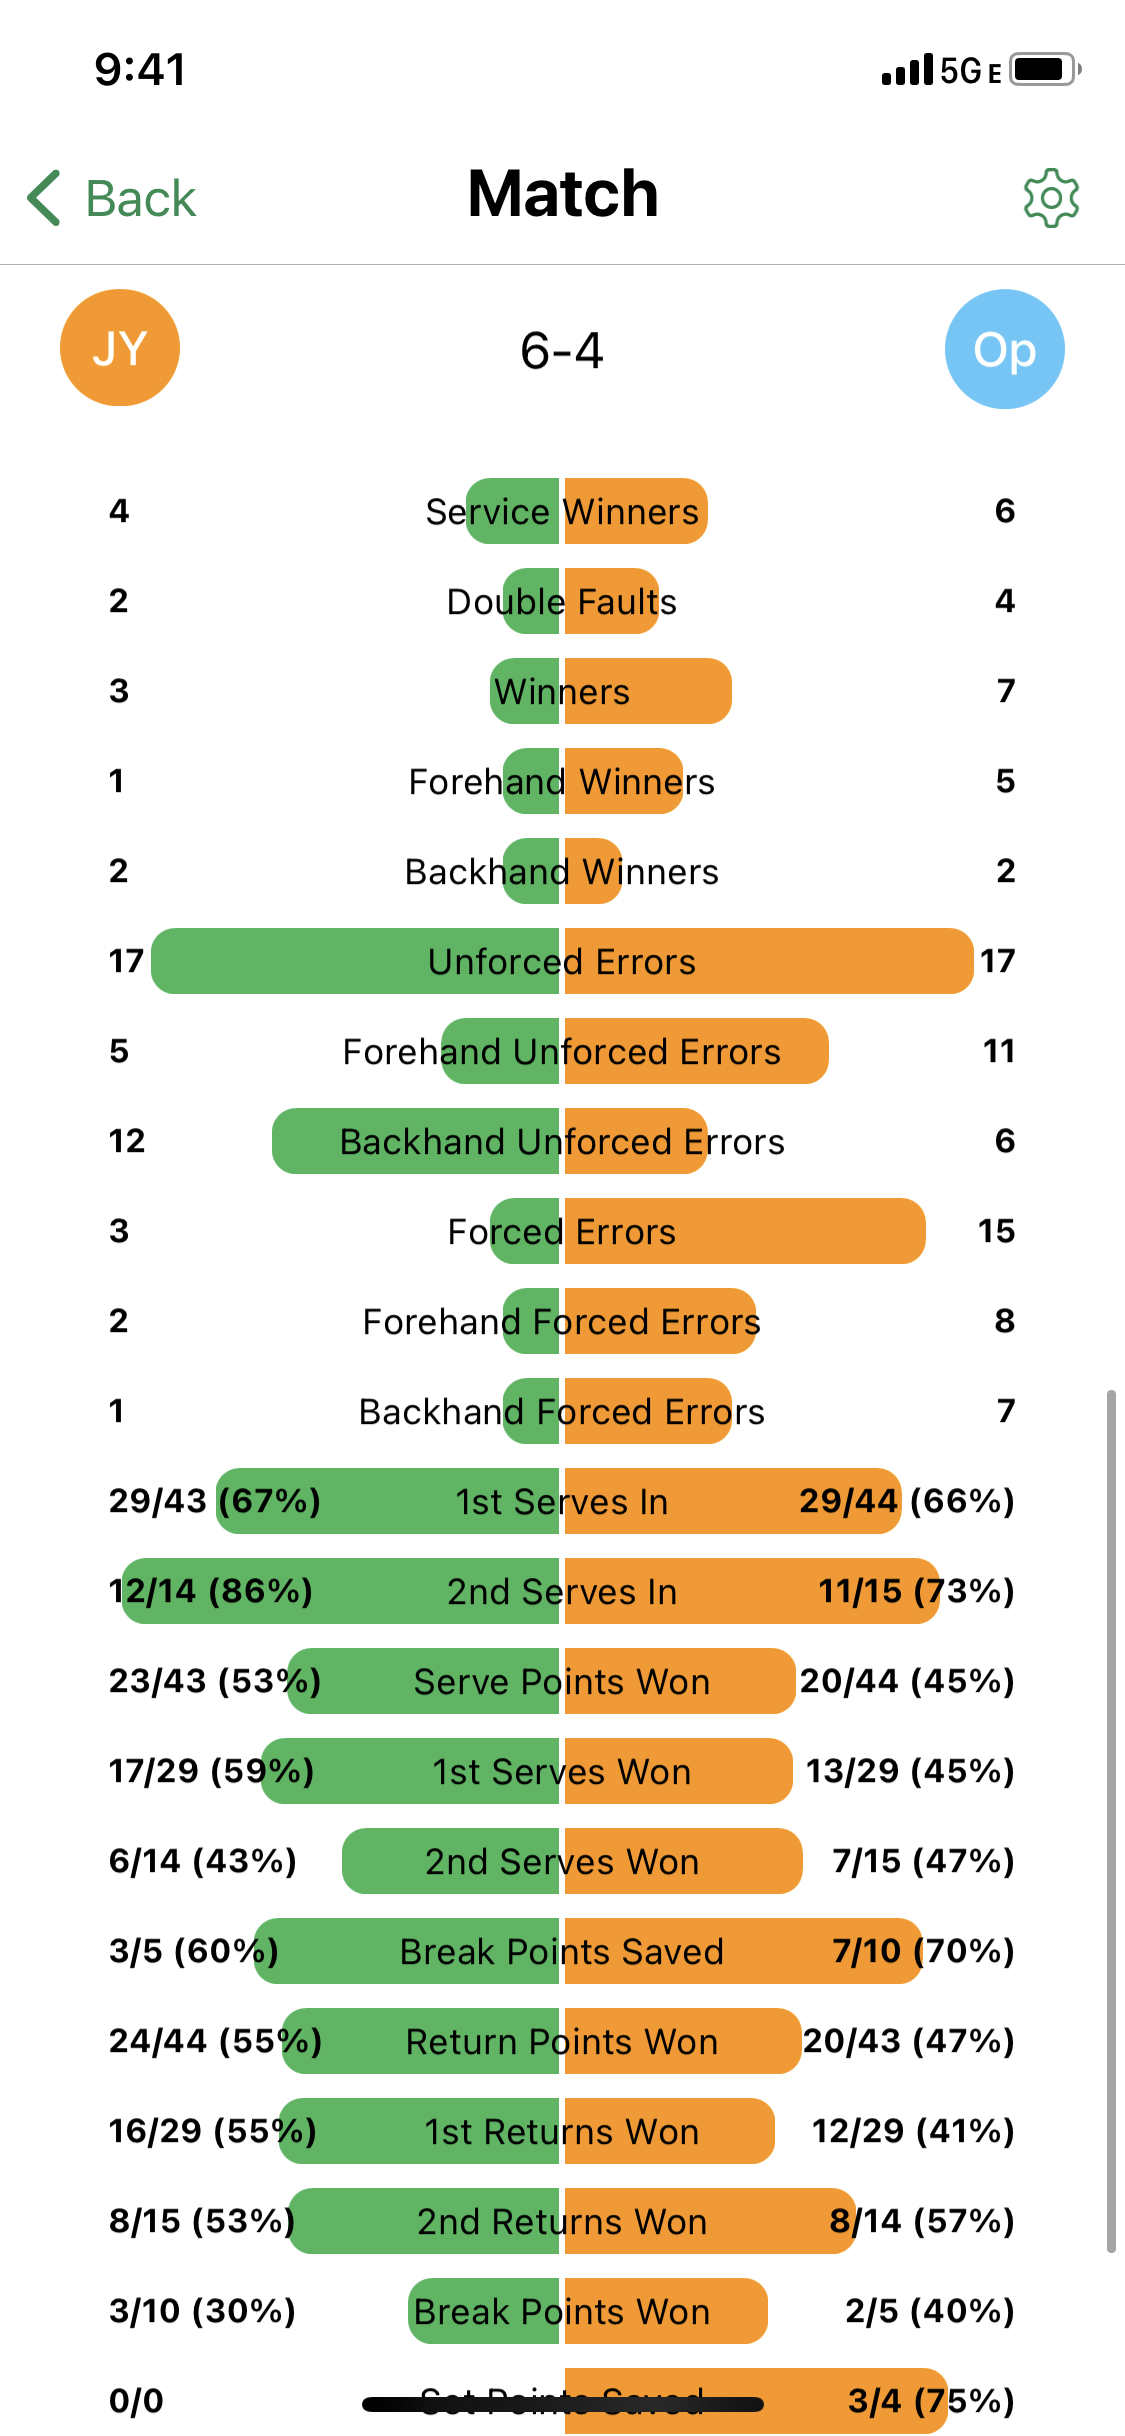 9:41 5G E
Back Match
JY 6-4 Op
4 Service Winners 6
2 Double Faults 4
3 Winners 7
1 Forehand Winners 5
2 Backhand Winners 2
17 Unforced Errors 17
5 Forehand Unforced Errors 11
12 Backhand Unforced Errors 6
3 Forced Errors 15
2 Forehand Forced Errors 8
1 Backhand Forced Errors 7
29/43 (67%) 1st Serves In 29/44 (66%)
12/14 (86%) 2nd Serves In 11/15 (73%)
23/43 (53%) Serve Points Won 20/44 (45%)
17/29 (59%) 1st Serves Won 13/29 (45%)
6/14 (43%) 2nd Serves Won 7/15 (47%)
3/5 (60%) Break Points Saved 7/10 (70%)
24/44 (55%) Return Points Won 20/43 (47%)
16/29 (55%) 1st Returns Won 12/29 (41%)
8/15 (53%) 2nd Returns Won 8/14 (57%)
3/10 (30%) Break Points Won 2/5 (40%)
0/0 Set Points Saved 3/4 (75%)